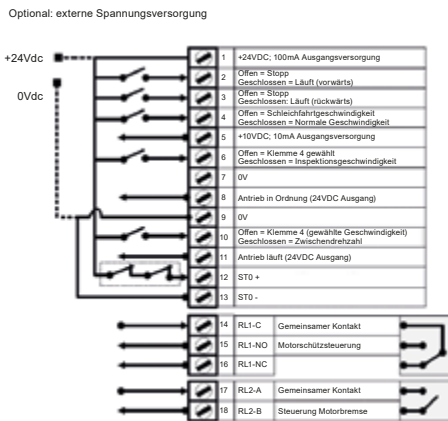 Optional: externe Spannungsversorgung
+24Vdc
0Vdc
1 +24VDC; 100mA Ausgangsversorgung
2 Offen = Stopp
Geschlossen = Läuft (vorwärts)
3 Offen = Stopp
Geschlossen: Läuft (rückwärts)
4 Offen = Schleichfahrtgeschwidigkeit
Geschlossen = Normale Geschwindigkeit
5 +10VDC; 10mA Ausgangsversorgung
6 Offen = Klemme 4 gewählt
Geschlossen = Inspektionsgeschwidigkeit
7 0V
8 Antrieb in Ordnung (24VDC Ausgang)
9 0V
10 Offen = Klemme 4 (gewählte Geschwidigkeit)
Geschlossen = Zwischendrehzahl
11 Antrieb läuft (24VDC Ausgang)
12 ST0 +
13 ST0 -
14 RL1-C Gemeinsamer Kontakt
15 RL1-NO Motorschützsteuerung
16 RL1-NC
17 RL2-A Gemeinsamer Kontakt
18 RL2-B Steuerung Motorbremse